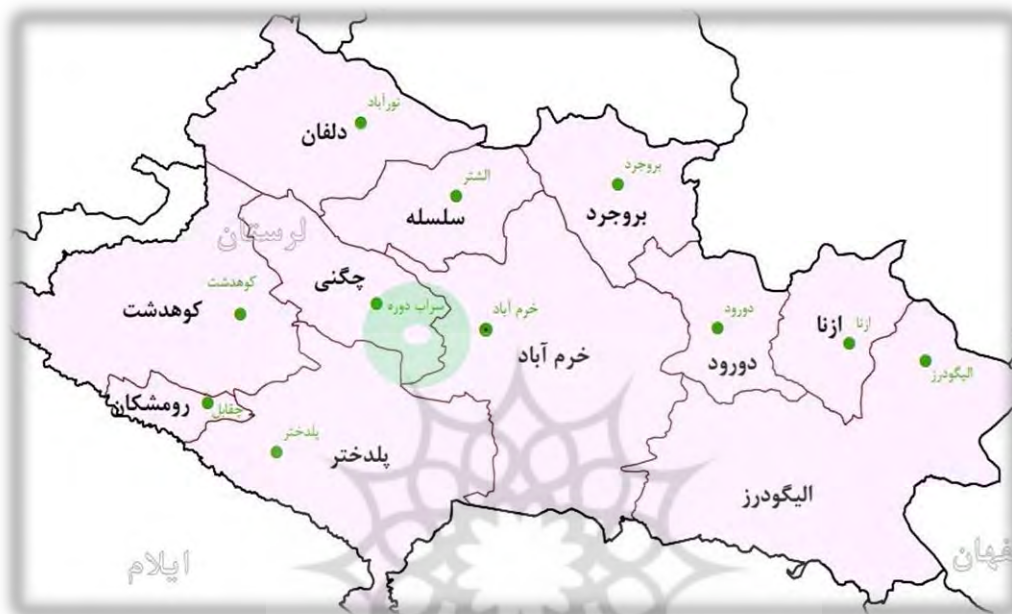 نورآباد
دلفان
بروجرد
الشتر
سلسله
بروجرد
لرستان
چگنی
کوهدشت
سراب دوره
کوهدشت
خرم آباد
خرم آباد
دورود
دورود
ازنا
ازنا
الیگودرز
رومشکان
چقابل
پلدختر
پلدختر
الیگودرز
ایلام
فهان